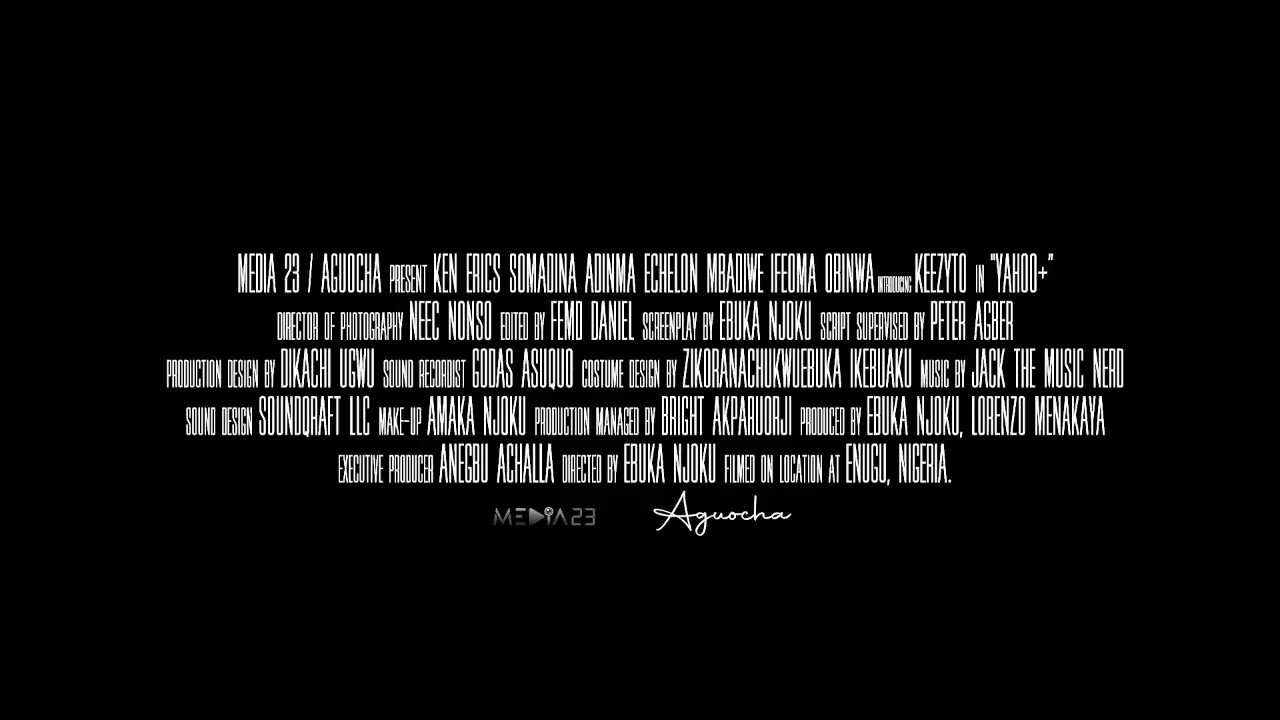 MEDIA 23 / AGUOCHA PRESENT KEN ERICS SOMADINA ADINMA ECHELON MBADIWE IFEOMA OBINWA INTRODUCING KEEZYTO IN "YAHOO+"
DIRECTOR OF PHOTOGRAPHY NEEC NONSO EDITED BY FEMO DANIEL SCREENPLAY BY EBUKA NJOKU SCRIPT SUPERVISED BY PETER AGBER
PRODUCTION DESIGN BY DIKACHI UGWU SOUND RECORDIST GODAS ASUQUO COSTUME DESIGN BY ZIKORANACHUKWUEBUKA IKEBUAKU MUSIC BY JACK THE MUSIC NERD
SOUND DESIGN SOUNDQRAFT LLC MAKE-UP AMAKA NJOKU PRODUCTION MANAGED BY BRIGHT AKPARUORJI PRODUCED BY EBUKA NJOKU, LORENZO MENAKAYA
EXECUTIVE PRODUCER ANEGBU ACHALLA DIRECTED BY EBUKA NJOKU FILMED ON LOCATION AT ENUGU, NIGERIA.
MEDIA23 Aguocha